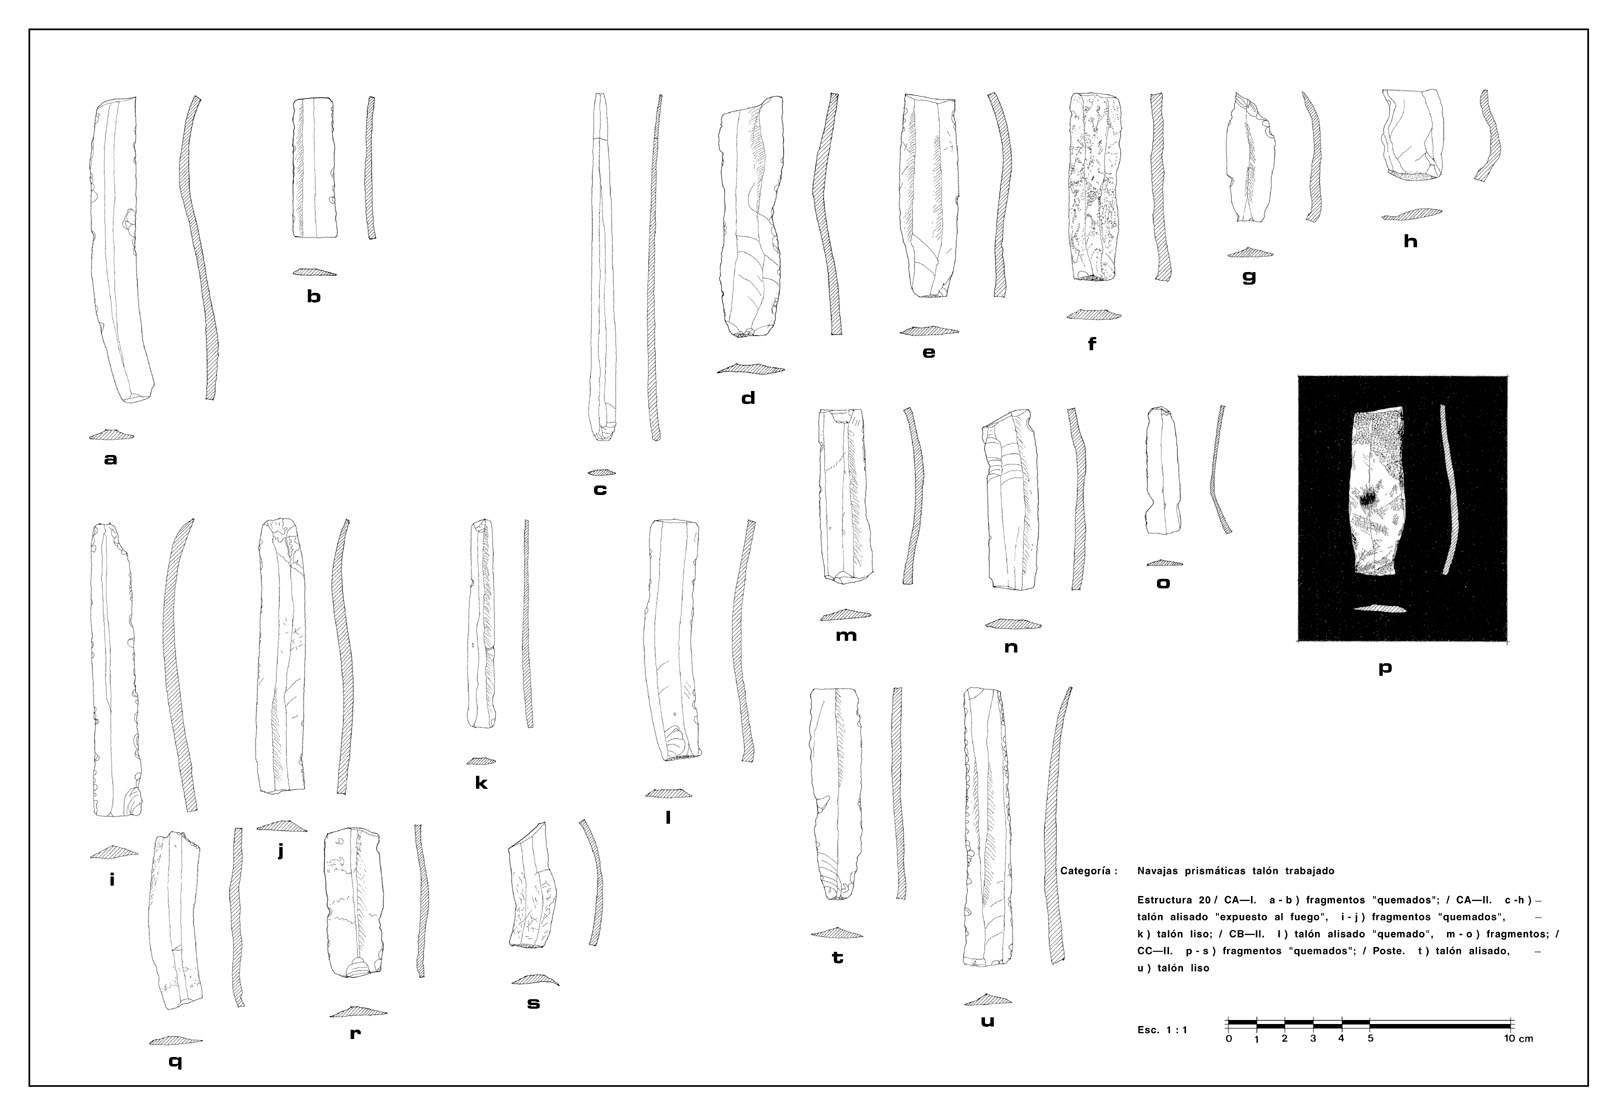 a
b
c
d
e
f
g
h
i
j
k
l
m
n
o
p
q
r
s
t
u
Categoría : Navajas prismáticas talón trabajado
Estructura 20 / CA—I. a - b ) fragmentos "quemados"; / CA—II. c - h ) —
talón alisado "expuesto al fuego", i - j ) fragmentos "quemados", —
k ) talón liso; / CB—II. l ) talón alisado "quemado", m - o ) fragmentos; /
CC—II. p - s ) fragmentos "quemados"; / Poste. t ) talón alisado, —
u ) talón liso
Esc. 1 : 1
0 1 2 3 4 5 10 cm